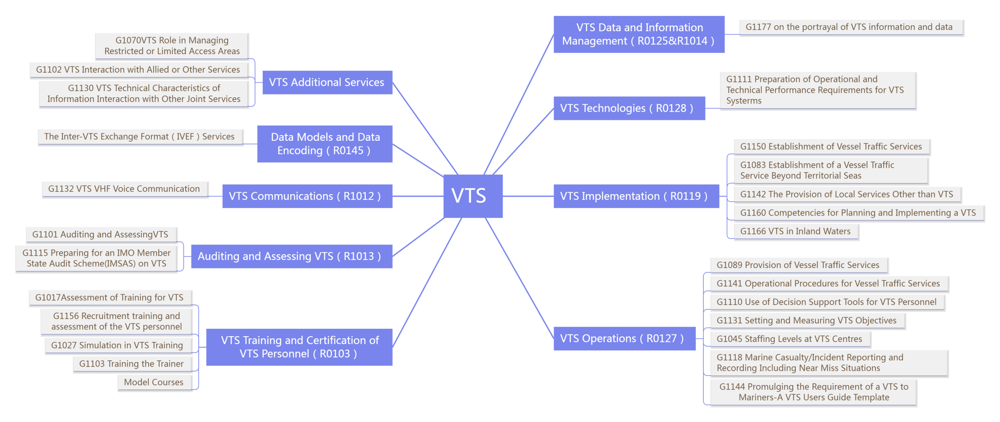 VTS
VTS Data and Information
Management ( R0125&R1014 )
G1177 on the portrayal of VTS information and data
VTS Technologies ( R0128 )
G1111 Preparation of Operational and
Technical Performance Requirements for VTS
Systerms
VTS Implementation ( R0119 )
G1150 Establishment of Vessel Traffic Services
G1083 Establishment of a Vessel Traffic
Service Beyond Territorial Seas
G1142 The Provision of Local Services Other than VTS
G1160 Competencies for Planning and Implementing a VTS
G1166 VTS in Inland Waters
VTS Operations ( R0127 )
G1089 Provision of Vessel Traffic Services
G1141 Operational Procedures for Vessel Traffic Services
G1110 Use of Decision Support Tools for VTS Personnel
G1131 Setting and Measuring VTS Objectives
G1045 Staffing Levels at VTS Centres
G1118 Marine Casualty/Incident Reporting and
Recording Including Near Miss Situations
G1144 Promulging the Requirement of a VTS to
Mariners-A VTS Users Guide Template
VTS Additional Services
G1070VTS Role in Managing
Restricted or Limited Access Areas
G1102 VTS Interaction with Allied or Other Services
G1130 VTS Technical Characteristics of
Information Interaction with Other Joint Services
Data Models and Data
Encoding ( R0145 )
The Inter-VTS Exchange Format ( IVEF ) Services
VTS Communications ( R1012 )
G1132 VTS VHF Voice Communication
Auditing and Assessing VTS ( R1013 )
G1101 Auditing and AssessingVTS
G1115 Preparing for an IMO Member
State Audit Scheme(IMSAS) on VTS
VTS Training and Certification of
VTS Personnel ( R0103 )
G1017Assessment of Training for VTS
G1156 Recruitment training and
assessment of the VTS personnel
G1027 Simulation in VTS Training
G1103 Training the Trainer
Model Courses